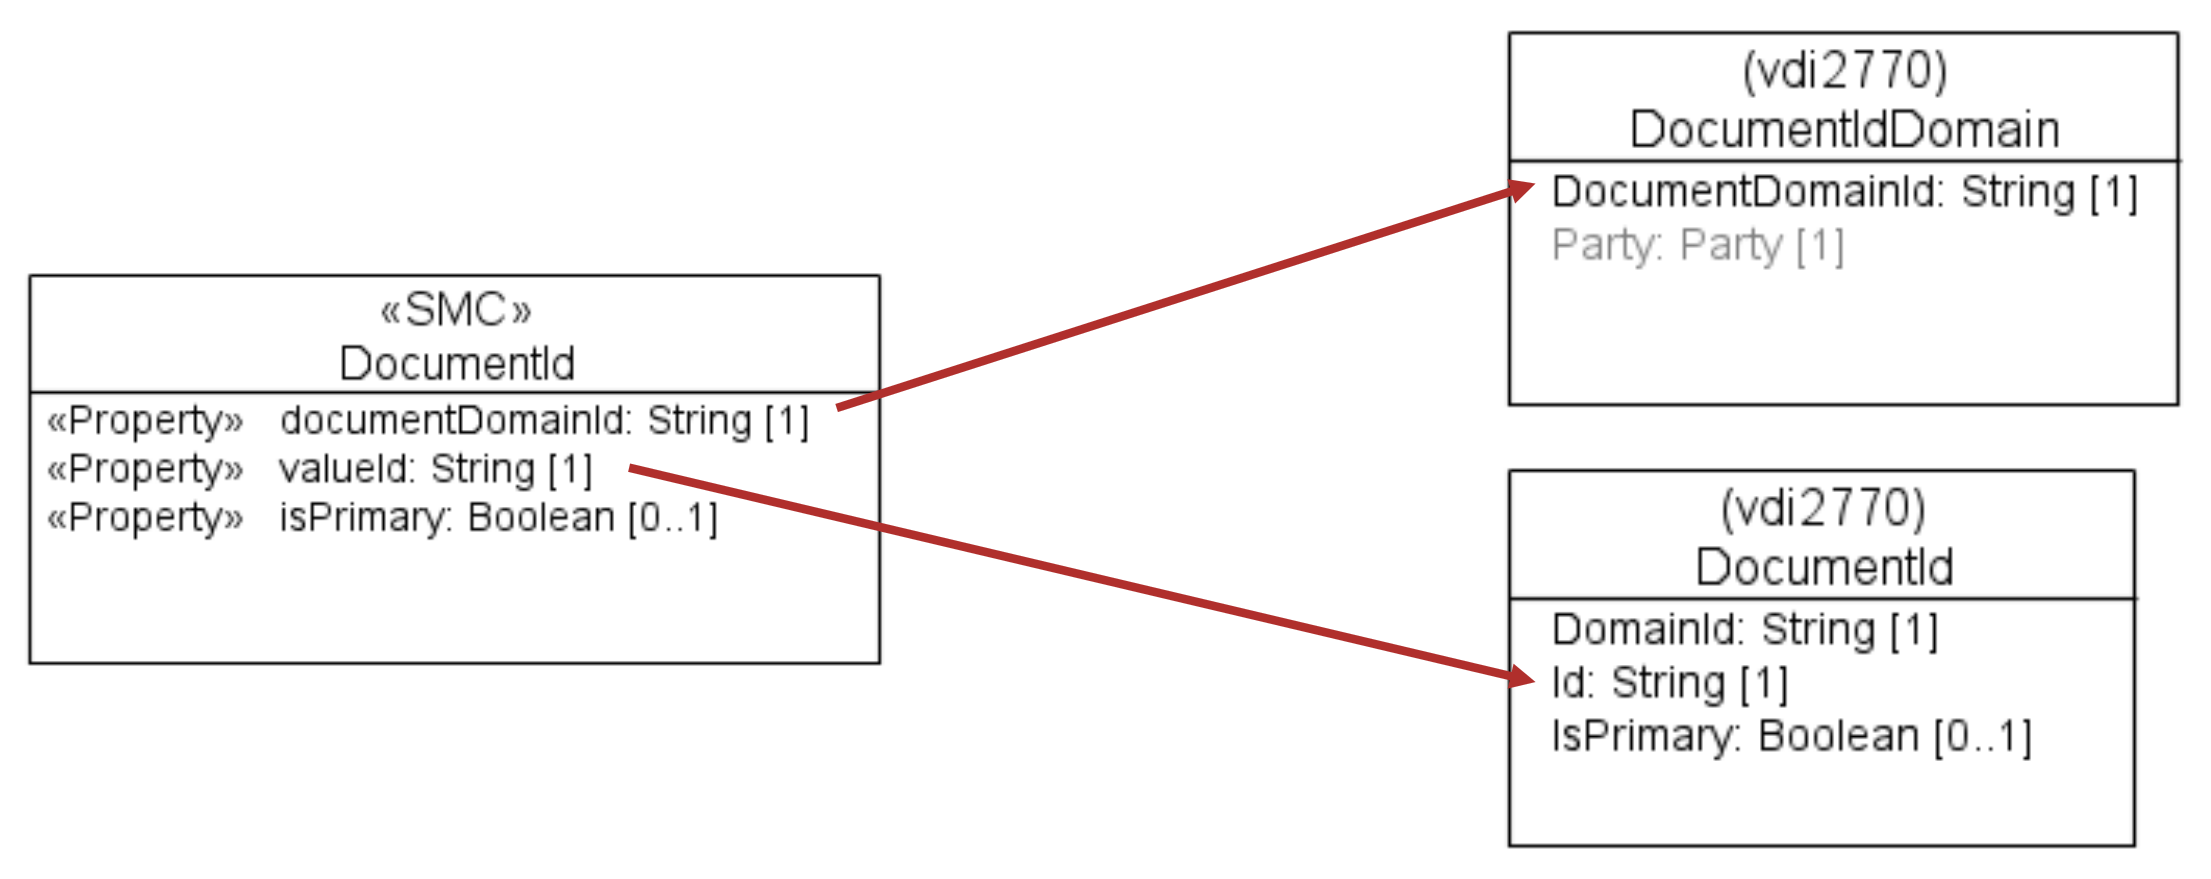 «SMC»
DocumentId
«Property» documentDomainId: String [1]
«Property» valueId: String [1]
«Property» isPrimary: Boolean [0..1]
(vdi2770)
DocumentIdDomain
DocumentDomainId: String [1]
Party: Party [1]
(vdi2770)
DocumentId
DomainId: String [1]
Id: String [1]
IsPrimary: Boolean [0..1]